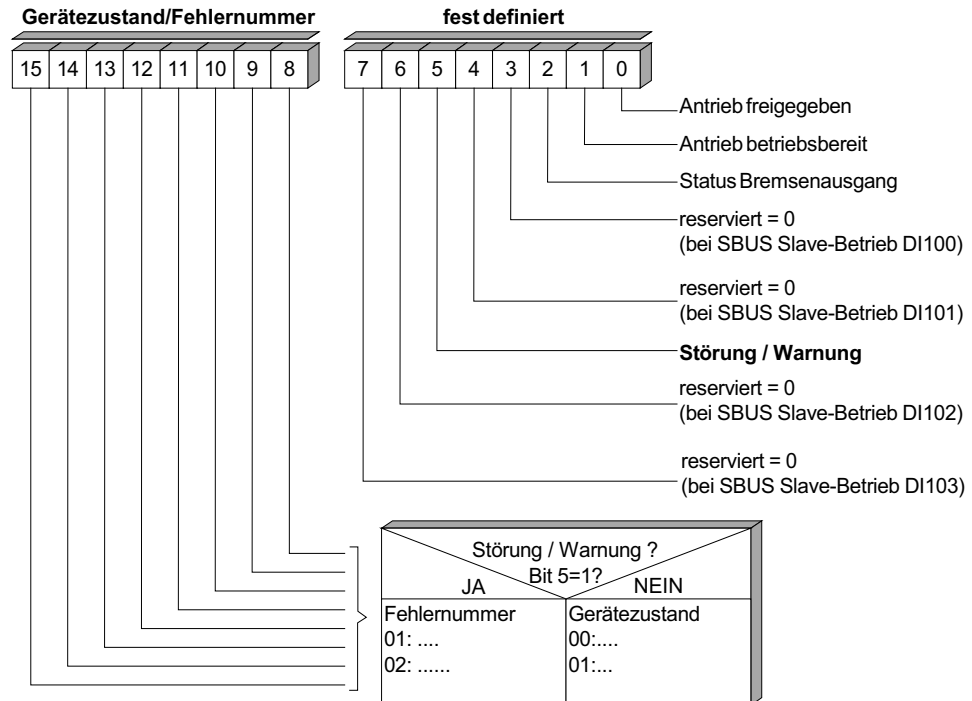 Gerätezustand/Fehlernummer
fest definiert
15 14 13 12 11 10 9 8
7 6 5 4 3 2 1 0
Antrieb freigegeben
Antrieb betriebsbereit
Status Bremsenausgang
reserviert = 0
(bei SBUS Slave-Betrieb DI100)
reserviert = 0
(bei SBUS Slave-Betrieb DI101)
Störung / Warnung
reserviert = 0
(bei SBUS Slave-Betrieb DI102)
reserviert = 0
(bei SBUS Slave-Betrieb DI103)
Störung / Warnung ?
Bit 5=1?
JA
NEIN
Fehlernummer
01: ....
02: ......
Gerätezustand
00:....
01:...